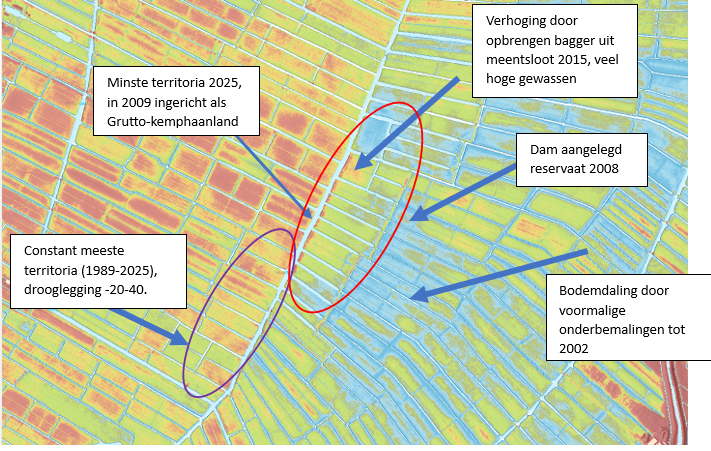 Verhoging door
opbrengen bagger uit
meentsloot 2015, veel
hoge gewassen
Minste territoria 2025,
in 2009 ingericht als
Grutto-kemphaanland
Dam aangelegd
reservaat 2008
Constant meeste
territoria (1989-2025),
drooglegging -20-40.
Bodemdaling door
voormalige
onderbemalingen tot
2002